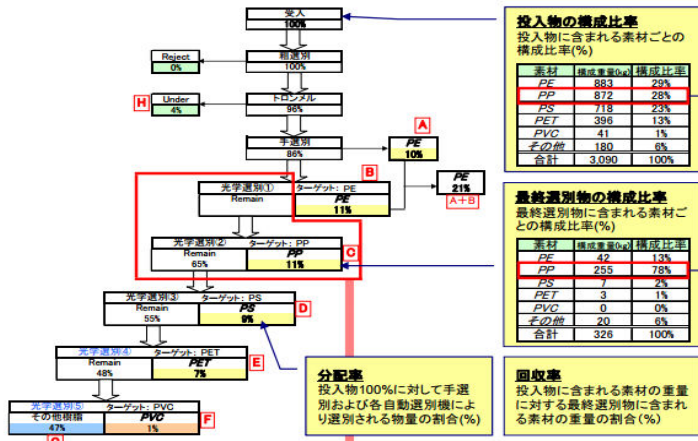 受入
100%
Reject
0%
粗選別
100%
H
Under
4%
トロンメル
96%
手選別
86%
A
PE
10%
B
光学選別① ターゲット: PE
Remain
PE
11%
PE
21%
A+B
光学選別② ターゲット: PP
Remain
65%
PP
11%
C
光学選別③ ターゲット: PS
Remain
55%
PS
9%
D
光学選別④ ターゲット: PET
Remain
48%
PET
7%
E
光学選別⑤ ターゲット: PVC
その他樹脂
47%
PVC
1%
F
投入物の構成比率
投入物に含まれる素材ごとの
構成比率(%)
素材 構成重量(kg) 構成比率
PE 883 29%
PP 872 28%
PS 718 23%
PET 396 13%
PVC 41 1%
その他 180 6%
合計 3,090 100%
最終選別物の構成比率
最終選別物に含まれる素材ご
との構成比率(%)
素材 構成重量(kg) 構成比率
PE 42 13%
PP 255 78%
PS 7 2%
PET 3 1%
PVC 0 0%
その他 20 6%
合計 326 100%
分配率
投入物100%に対して手選
別および各自動選別機によ
り選別される物量の割合(%)
回収率
投入物に含まれる素材の重量
に対する最終選別物に含まれ
る素材の重量の割合(%)